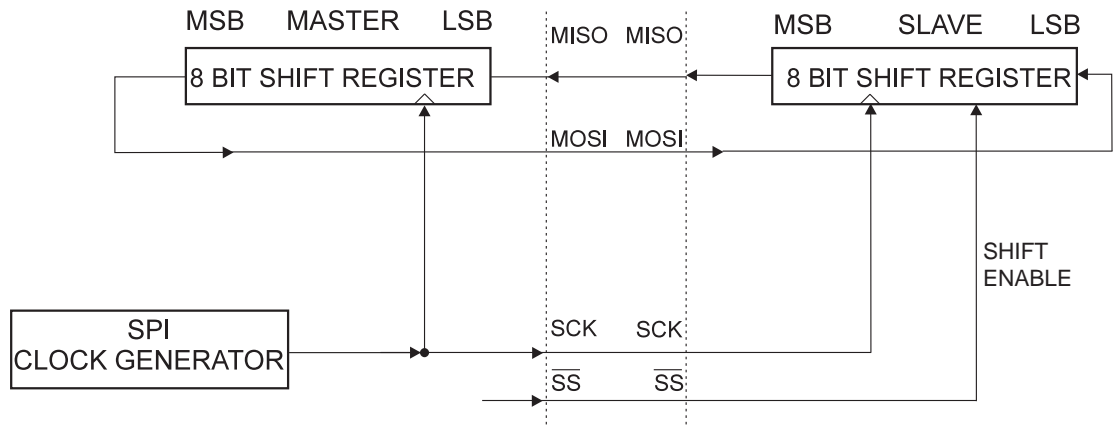 MSB MASTER LSB
MISO MISO
MSB SLAVE LSB
8 BIT SHIFT REGISTER
8 BIT SHIFT REGISTER
MOSI MOSI
SHIFT
ENABLE
SPI
CLOCK GENERATOR
SCK SCK
SS SS